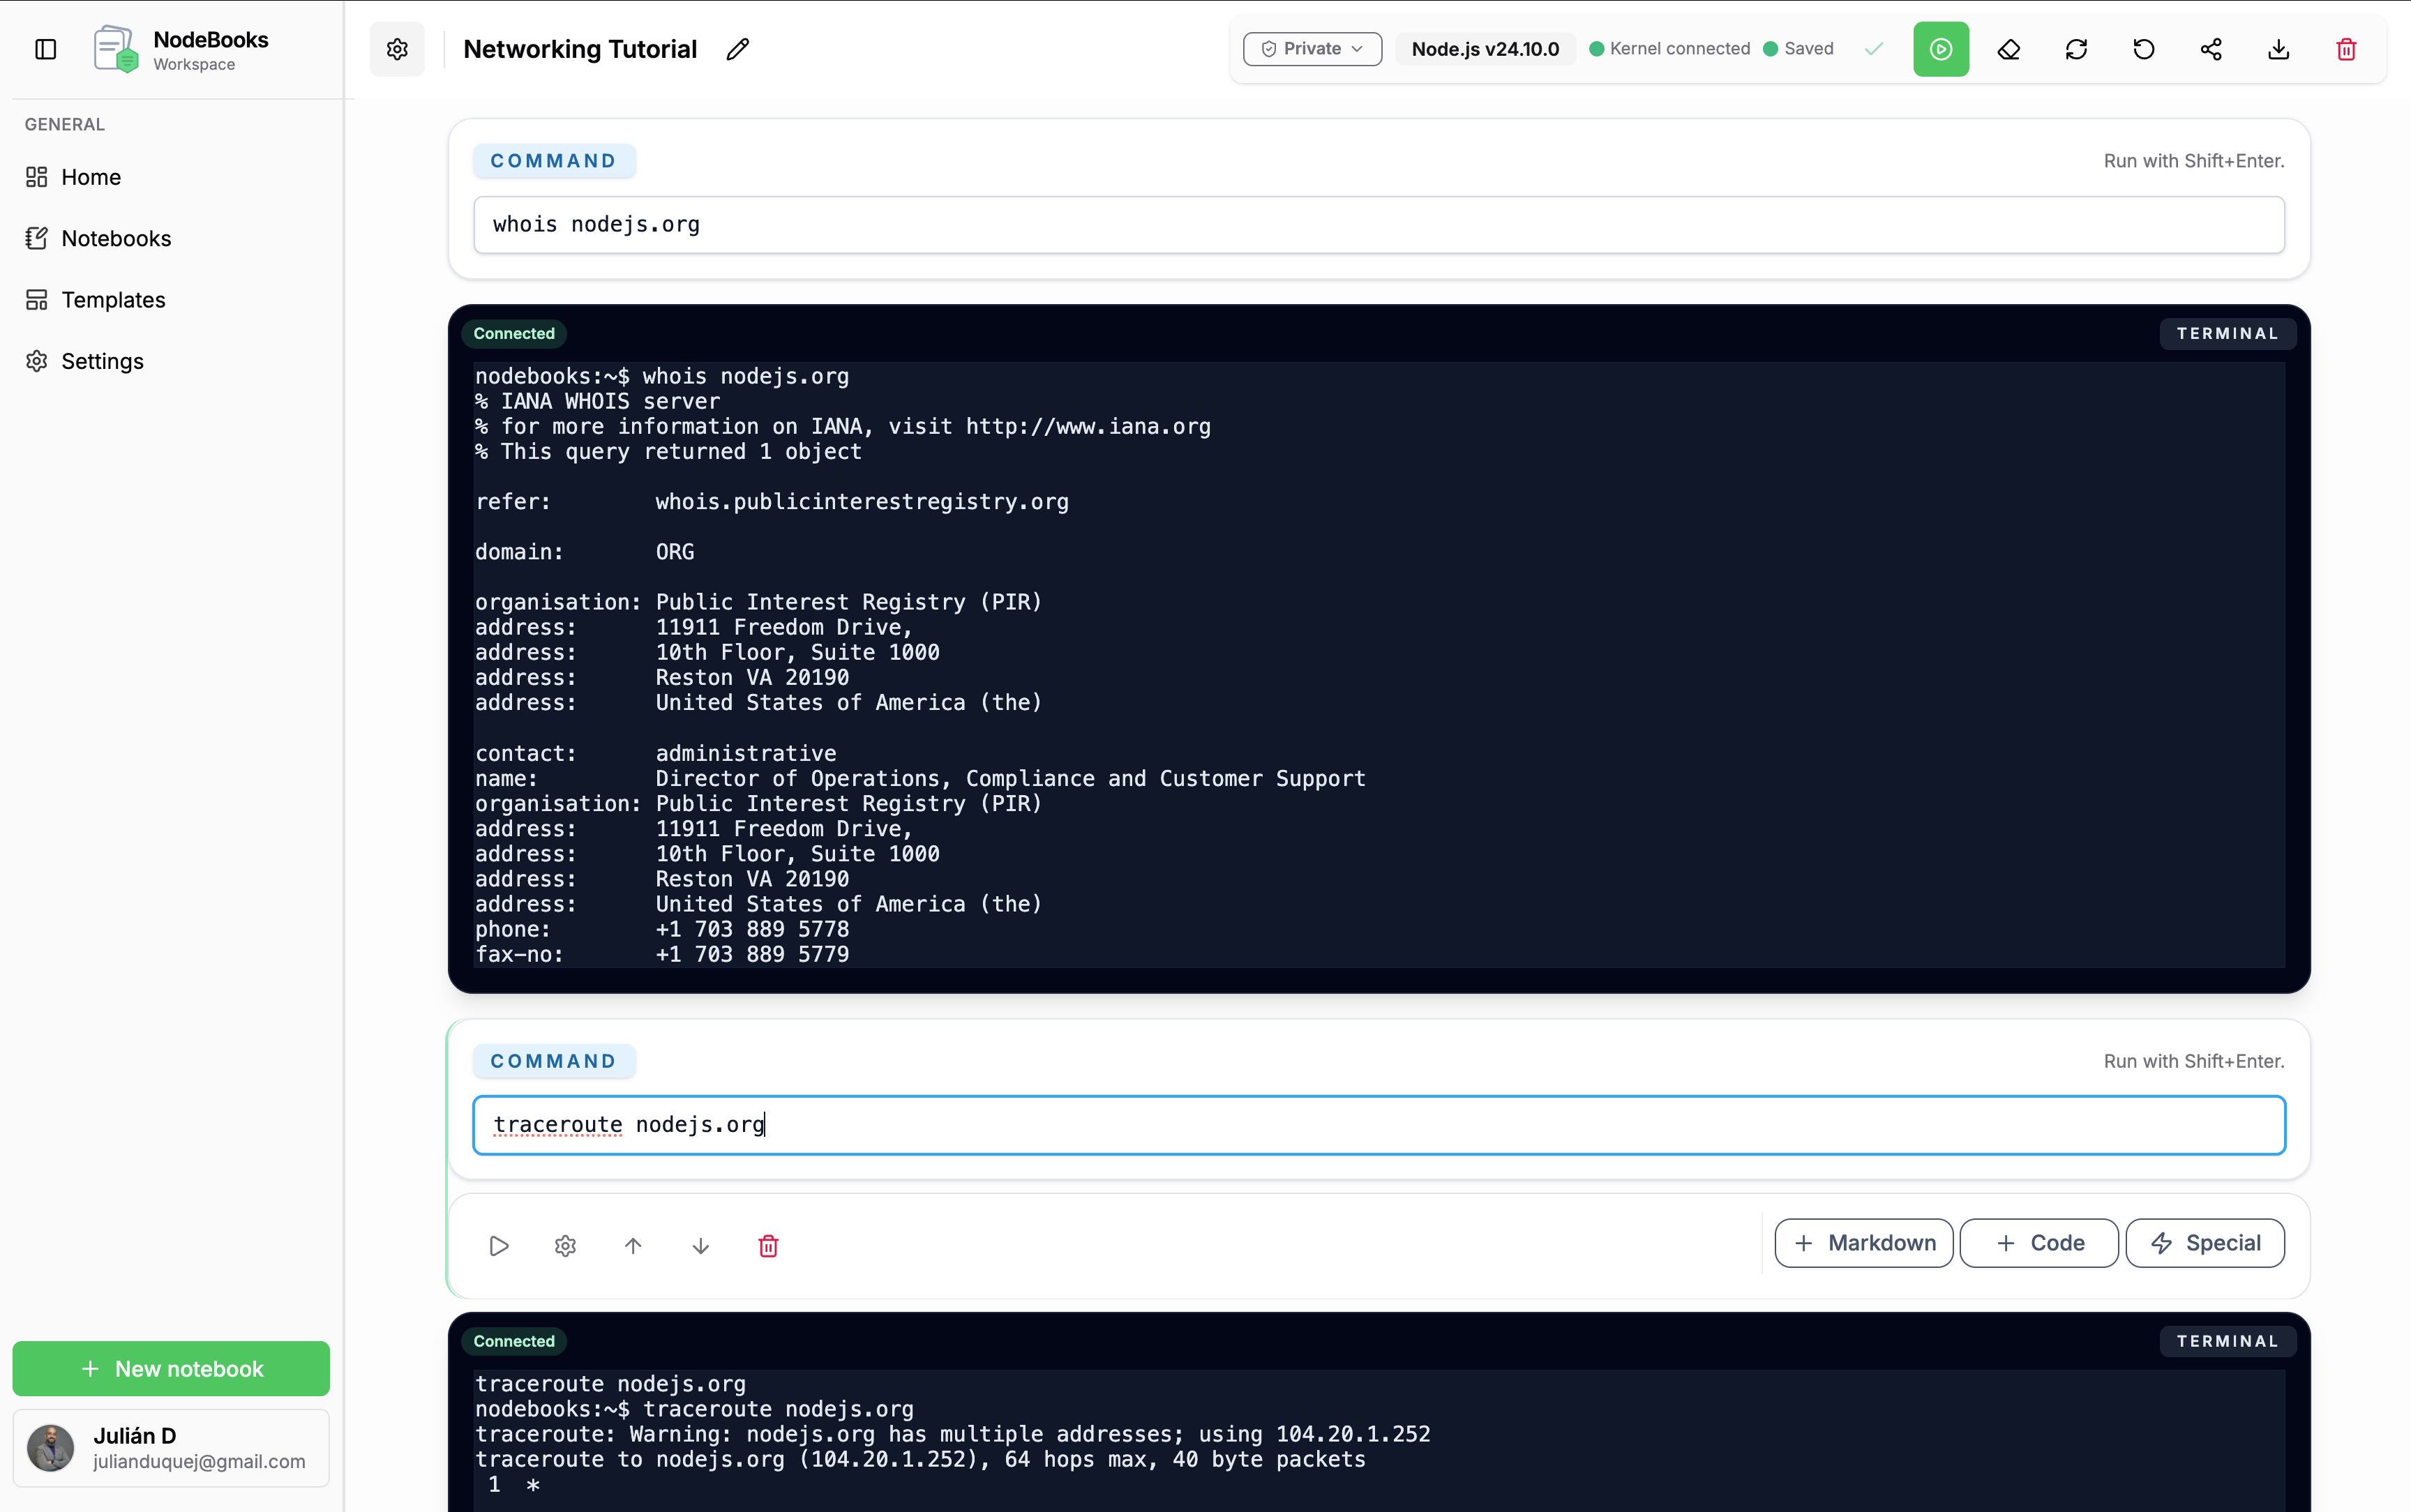 NodeBooks
Workspace
GENERAL
Home
Notebooks
Templates
Settings
New notebook
Julián D
julianduquej@gmail.com
Networking Tutorial
Private
Node.js v24.10.0
Kernel connected
Saved
COMMAND
Run with Shift+Enter.
whois nodejs.org
Connected
TERMINAL
nodebooks:~$ whois nodejs.org
% IANA WHOIS server
% for more information on IANA, visit http://www.iana.org
% This query returned 1 object
refer:        whois.publicinterestregistry.org
domain:       ORG
organisation: Public Interest Registry (PIR)
address:      11911 Freedom Drive,
address:      10th Floor, Suite 1000
address:      Reston VA 20190
address:      United States of America (the)
contact:      administrative
name:         Director of Operations, Compliance and Customer Support
organisation: Public Interest Registry (PIR)
address:      11911 Freedom Drive,
address:      10th Floor, Suite 1000
address:      Reston VA 20190
address:      United States of America (the)
phone:        +1 703 889 5778
fax-no:       +1 703 889 5779
COMMAND
Run with Shift+Enter.
traceroute nodejs.org
Markdown
Code
Special
Connected
TERMINAL
traceroute nodejs.org
nodebooks:~$ traceroute nodejs.org
traceroute: Warning: nodejs.org has multiple addresses; using 104.20.1.252
traceroute to nodejs.org (104.20.1.252), 64 hops max, 40 byte packets
 1  *